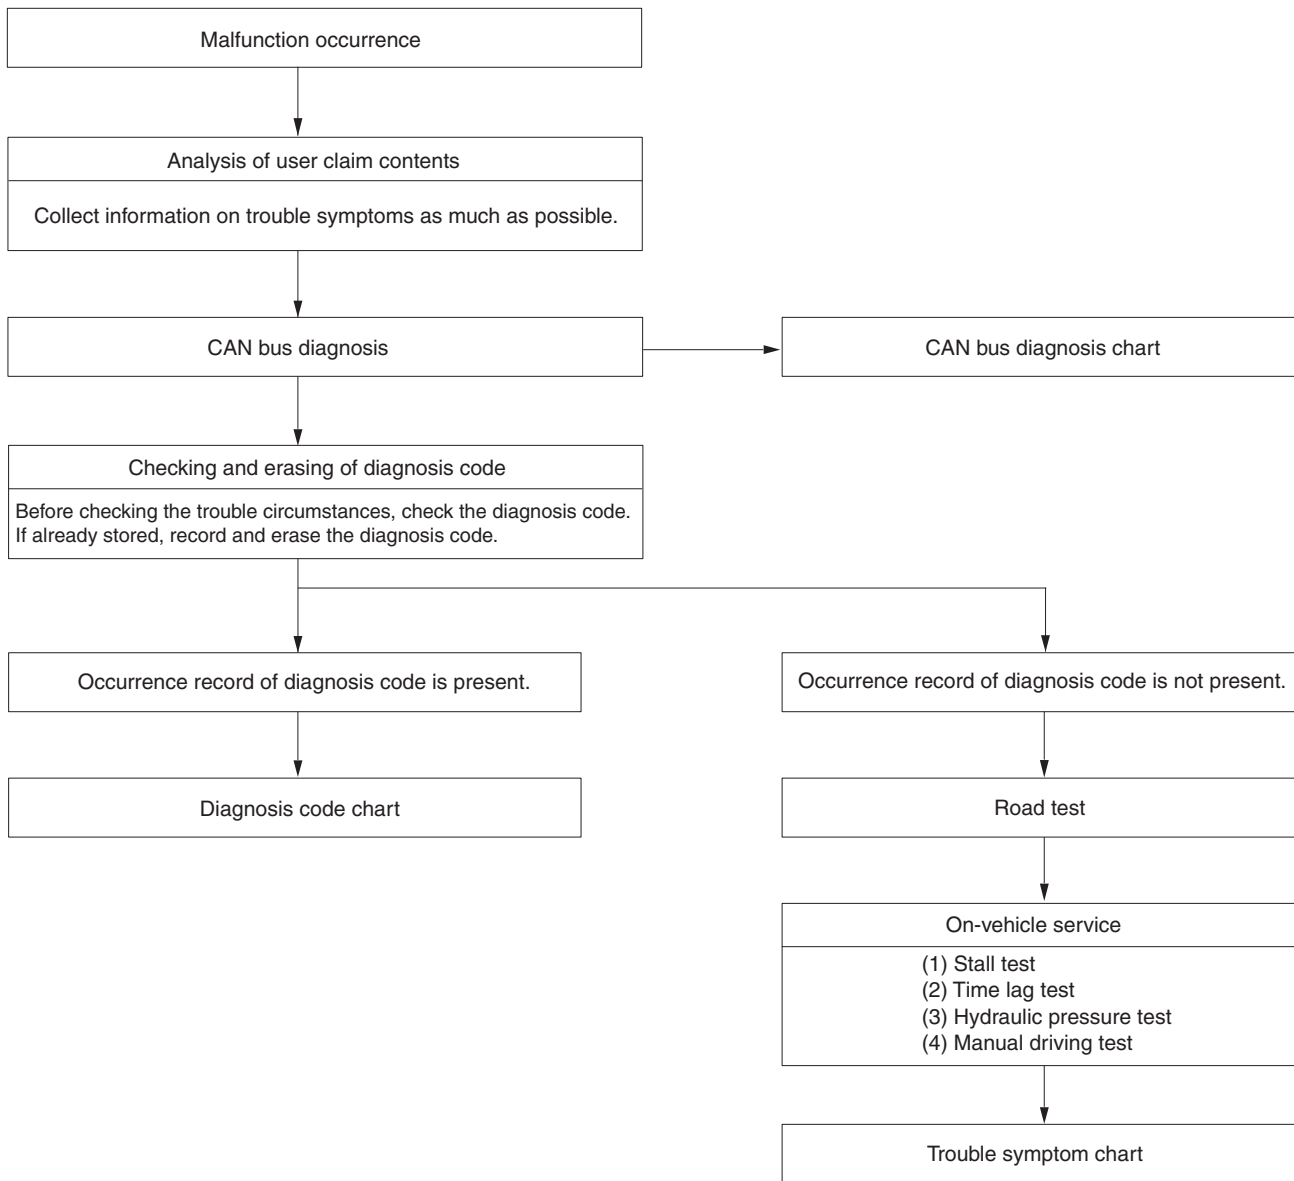 Malfunction occurrence
Analysis of user claim contents
Collect information on trouble symptoms as much as possible.
CAN bus diagnosis
CAN bus diagnosis chart
Checking and erasing of diagnosis code
Before checking the trouble circumstances, check the diagnosis code.
If already stored, record and erase the diagnosis code.
Occurrence record of diagnosis code is present.
Occurrence record of diagnosis code is not present.
Diagnosis code chart
Road test
On-vehicle service
(1) Stall test
(2) Time lag test
(3) Hydraulic pressure test
(4) Manual driving test
Trouble symptom chart